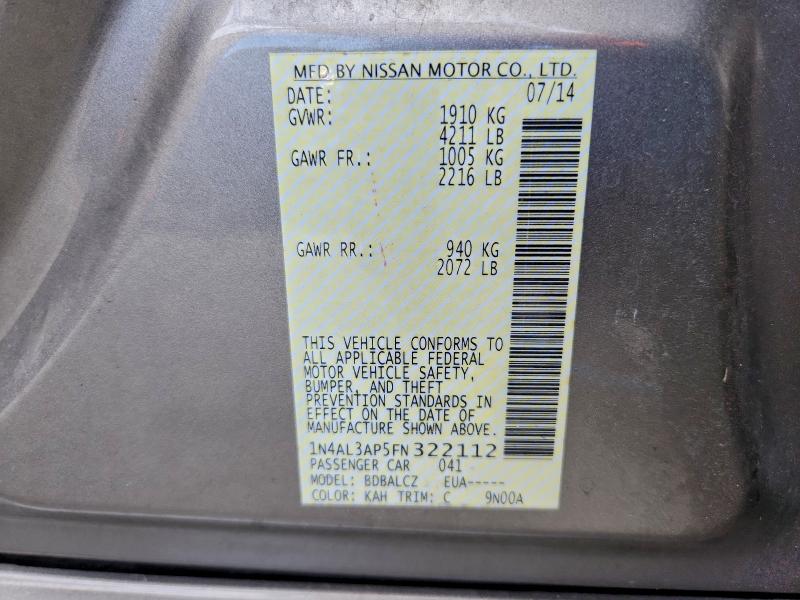 MFD BY NISSAN MOTOR CO., LTD.
DATE: 07/14
GVWR: 1910 KG
4211 LB
GAWR FR.: 1005 KG
2216 LB
GAWR RR.: 940 KG
2072 LB
THIS VEHICLE CONFORMS TO
ALL APPLICABLE FEDERAL
MOTOR VEHICLE SAFETY,
BUMPER, AND THEFT
PREVENTION STANDARDS IN
EFFECT ON THE DATE OF
MANUFACTURE SHOWN ABOVE.
1N4AL3AP5FN322112
PASSENGER CAR 041
MODEL: BDBALCZ EUA-----
COLOR: KAH TRIM: C 9N00A